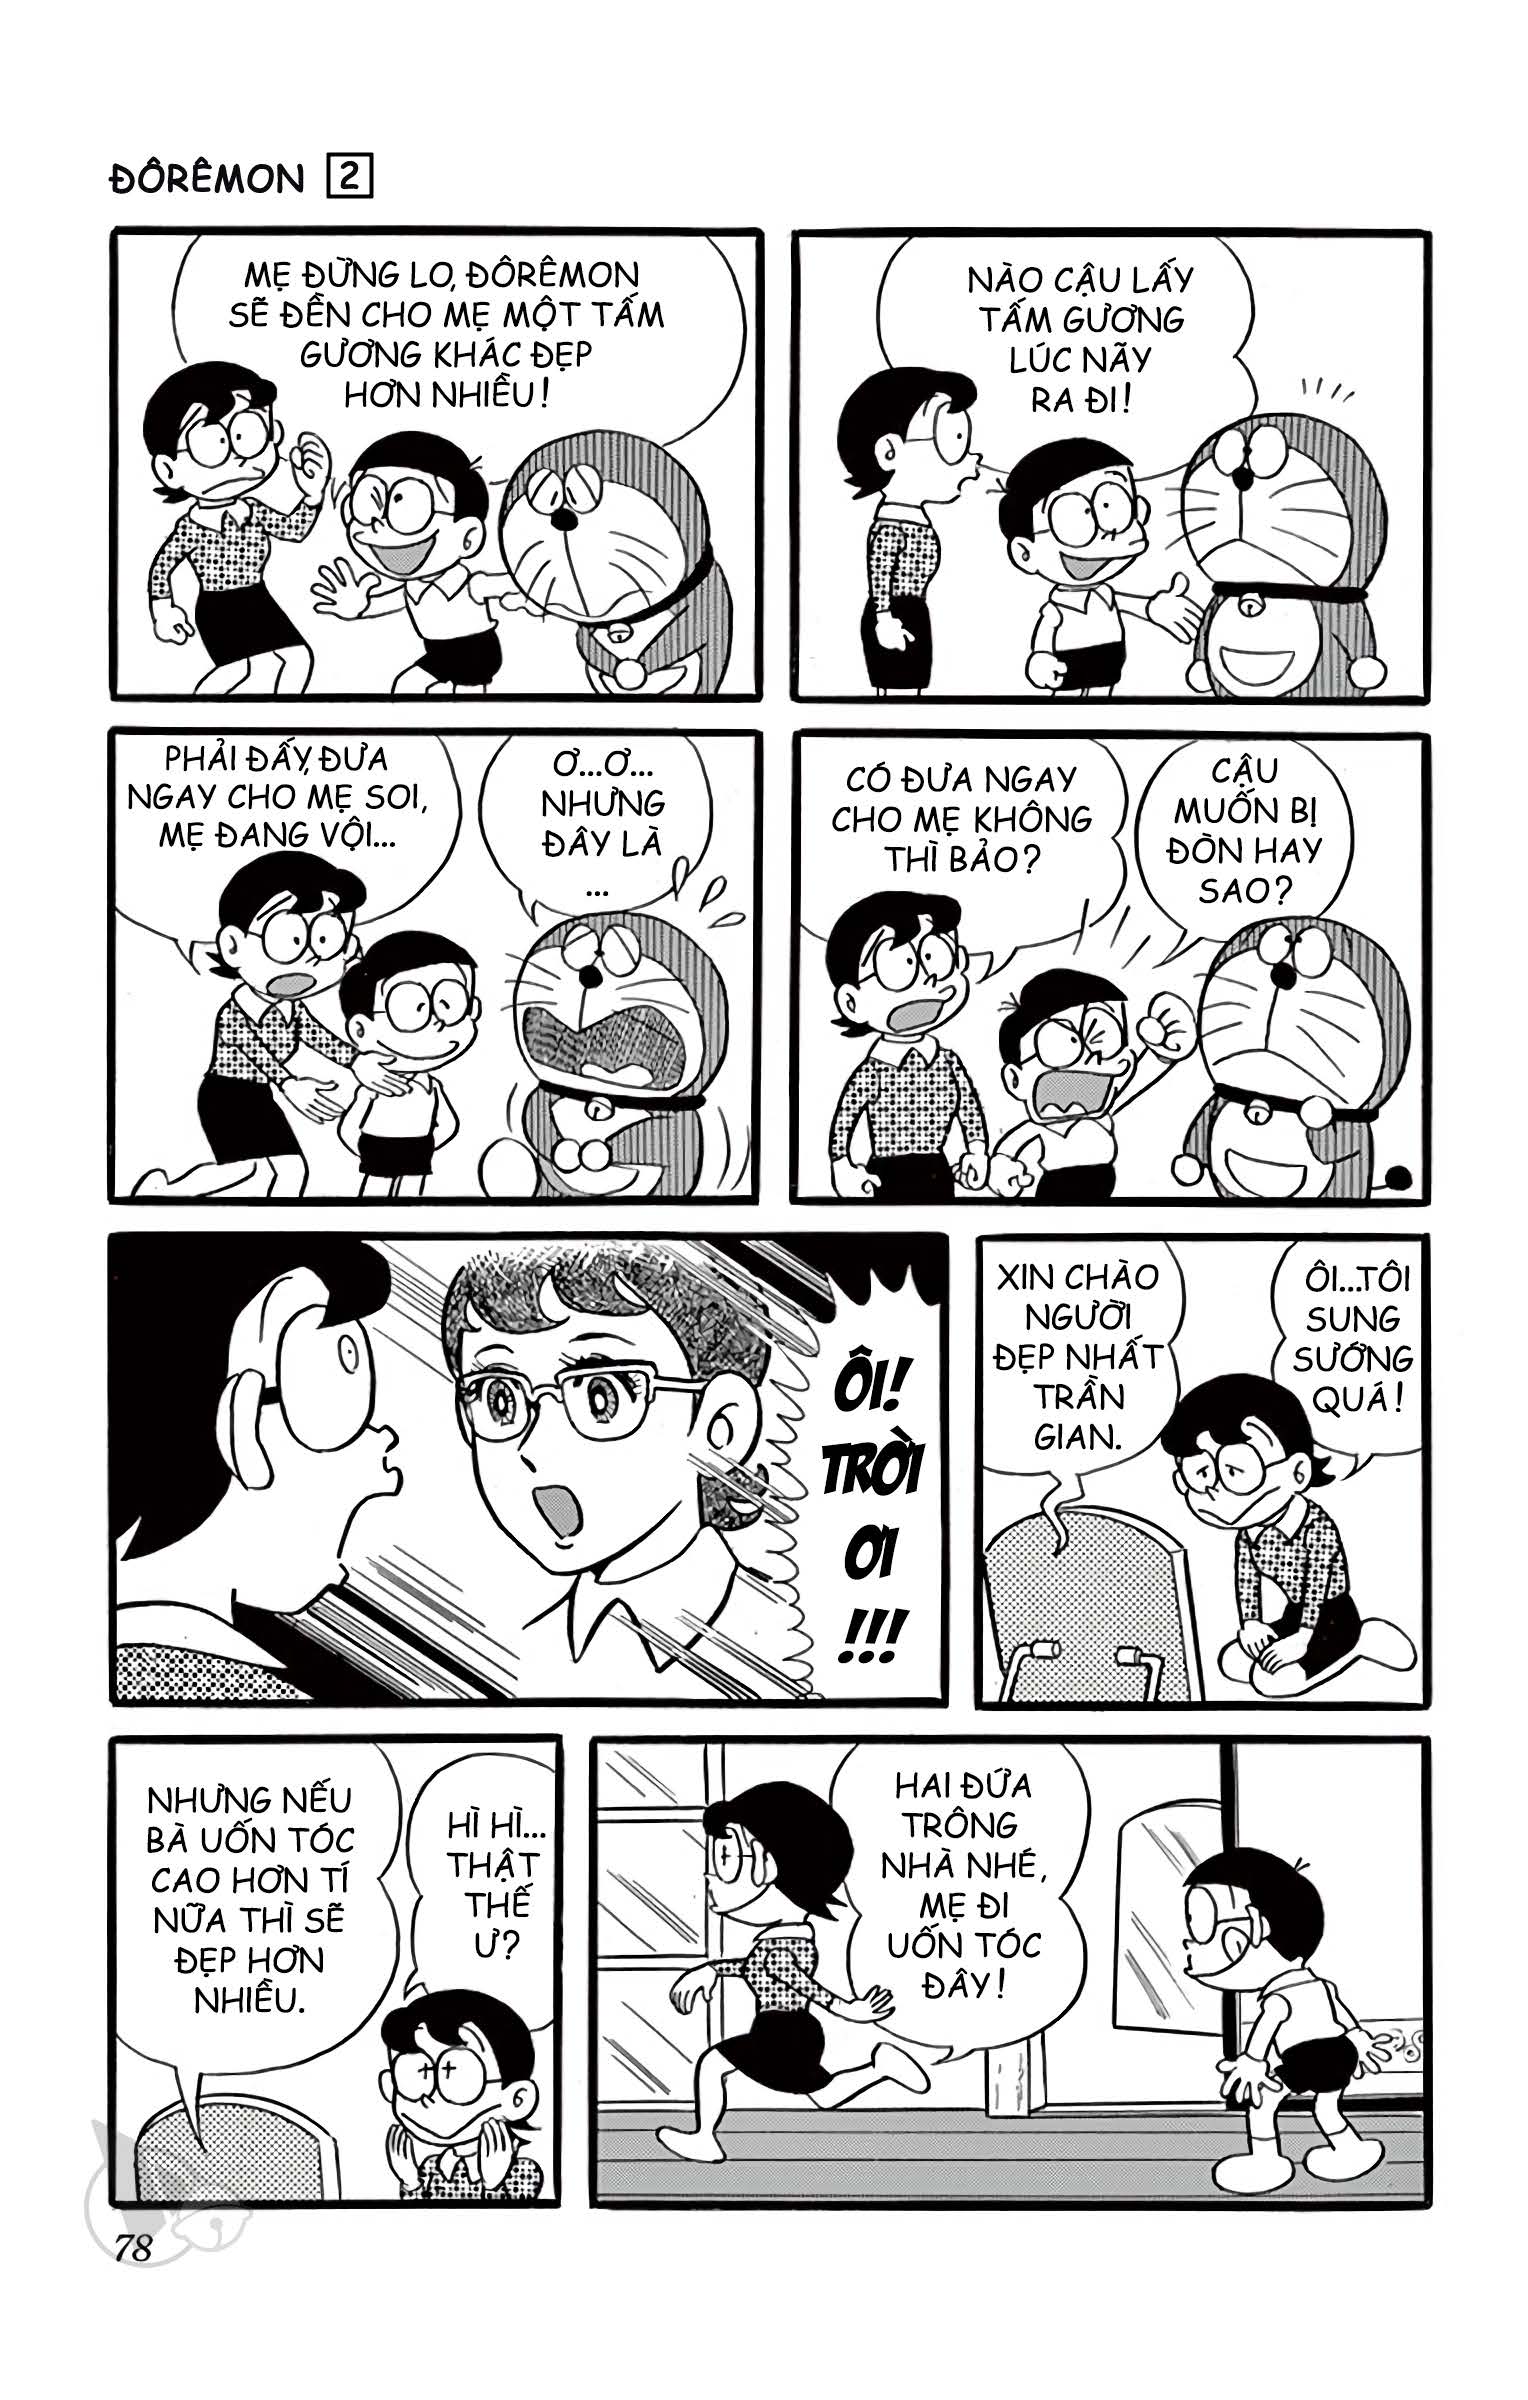 ĐÔRÊMON 2
MẸ ĐỪNG LO, ĐÔRÊMON
SẼ ĐỀN CHO MẸ MỘT TẤM
GƯƠNG KHÁC ĐẸP
HƠN NHIỀU!
NÀO CẬU LẤY
TẤM GƯƠNG
LÚC NÃY
RA ĐI!
PHẢI ĐẤY, ĐƯA
NGAY CHO MẸ SOI,
MẸ ĐANG VỘI...
Ơ...Ơ...
NHƯNG
ĐÂY LÀ
...
CÓ ĐƯA NGAY
CHO MẸ KHÔNG
THÌ BẢO?
CẬU
MUỐN BỊ
ĐÒN HAY
SAO?
ÔI!
TRỜI
ƠI
!!!
XIN CHÀO
NGƯỜI
ĐẸP NHẤT
TRẦN
GIAN.
ÔI...TÔI
SUNG
SƯỚNG
QUÁ!
NHƯNG NẾU
BÀ UỐN TÓC
CAO HƠN TÍ
NỮA THÌ SẼ
ĐẸP HƠN
NHIỀU.
HÌ HÌ...
THẬT
THẾ
Ư?
HAI ĐỨA
TRÔNG
NHÀ NHÉ,
MẸ ĐI
UỐN TÓC
ĐÂY!
78